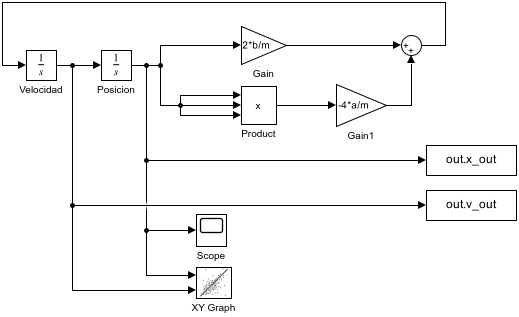 2*b/m
Gain
+
+
1
s
Velocidad
1
s
Posicion
x
Product
-4*a/m
Gain1
out.x_out
out.v_out
Scope
XY Graph